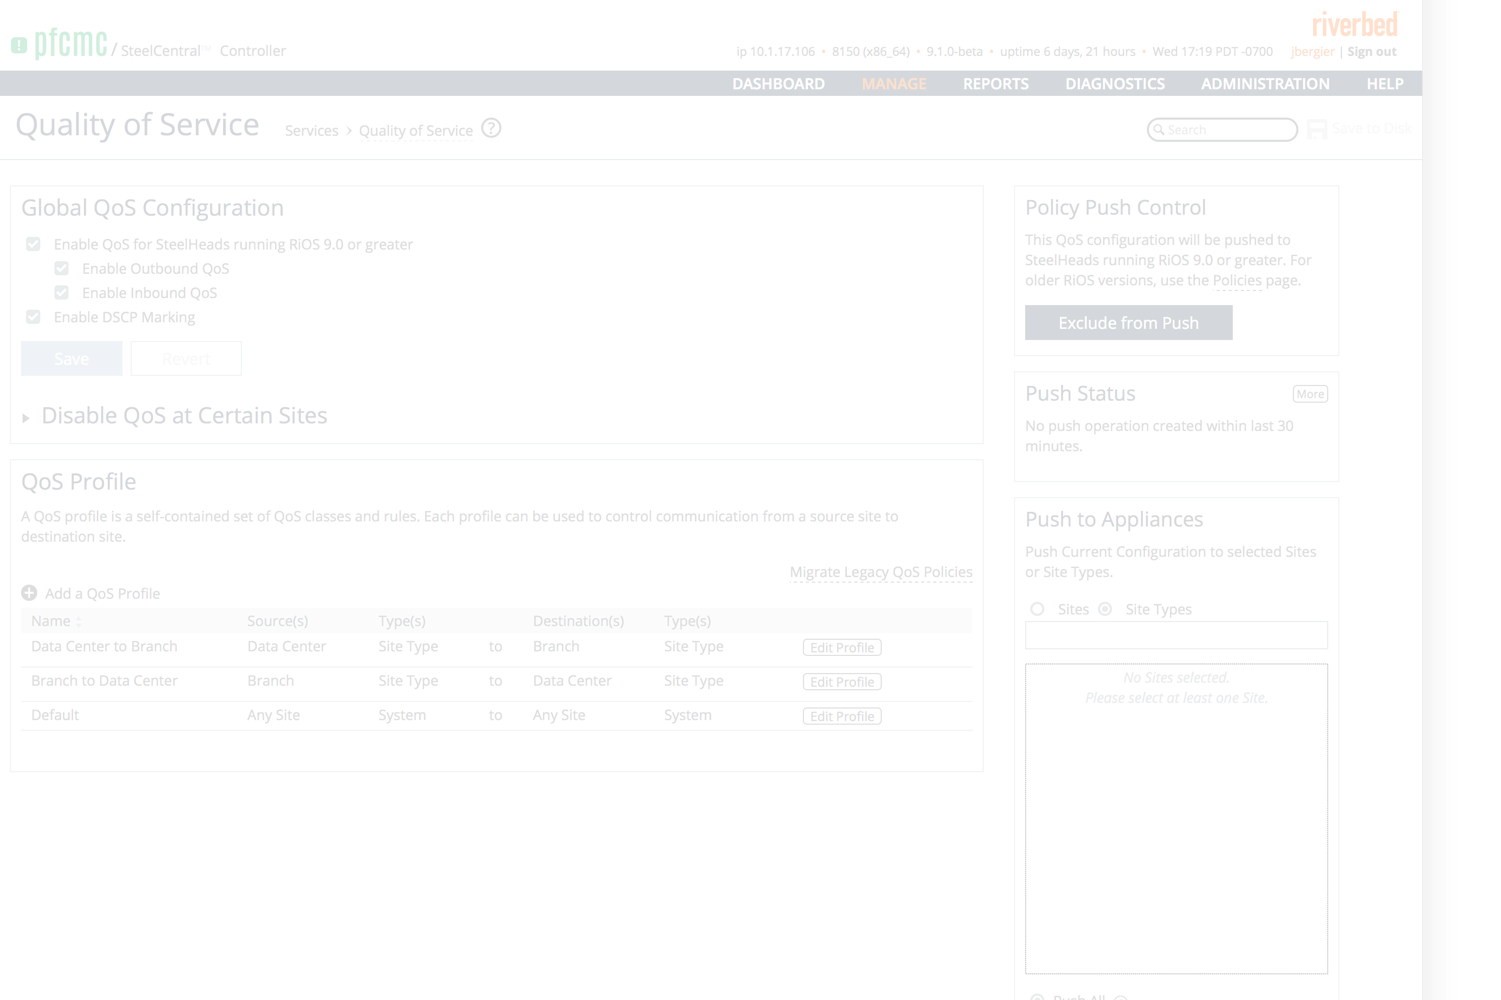 pfcmc / SteelCentral™ Controller
riverbed
ip 10.1.17.106 • 8150 (x86_64) • 9.1.0-beta • uptime 6 days, 21 hours • Wed 17:19 PDT -0700 jbergier | Sign out
DASHBOARD MANAGE REPORTS DIAGNOSTICS ADMINISTRATION HELP
Quality of Service Services › Quality of Service ? Search Save to Disk
Global QoS Configuration
Enable QoS for SteelHeads running RiOS 9.0 or greater
Enable Outbound QoS
Enable Inbound QoS
Enable DSCP Marking
Save Revert
Disable QoS at Certain Sites
QoS Profile
A QoS profile is a self-contained set of QoS classes and rules. Each profile can be used to control communication from a source site to
destination site.
Migrate Legacy QoS Policies
Add a QoS Profile
Name Source(s) Type(s) Destination(s) Type(s)
Data Center to Branch Data Center Site Type to Branch Site Type Edit Profile
Branch to Data Center Branch Site Type to Data Center Site Type Edit Profile
Default Any Site System to Any Site System Edit Profile
Policy Push Control
This QoS configuration will be pushed to
SteelHeads running RiOS 9.0 or greater. For
older RiOS versions, use the Policies page.
Exclude from Push
Push Status More
No push operation created within last 30
minutes.
Push to Appliances
Push Current Configuration to selected Sites
or Site Types.
Sites Site Types
No Sites selected.
Please select at least one Site.
Push All